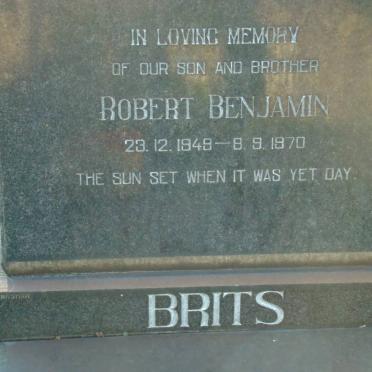 IN LOVING MEMORY
OF OUR SON AND BROTHER
ROBERT BENJAMIN
23.12.1949—8.9.1970
THE SUN SET WHEN IT WAS YET DAY.
BRITS